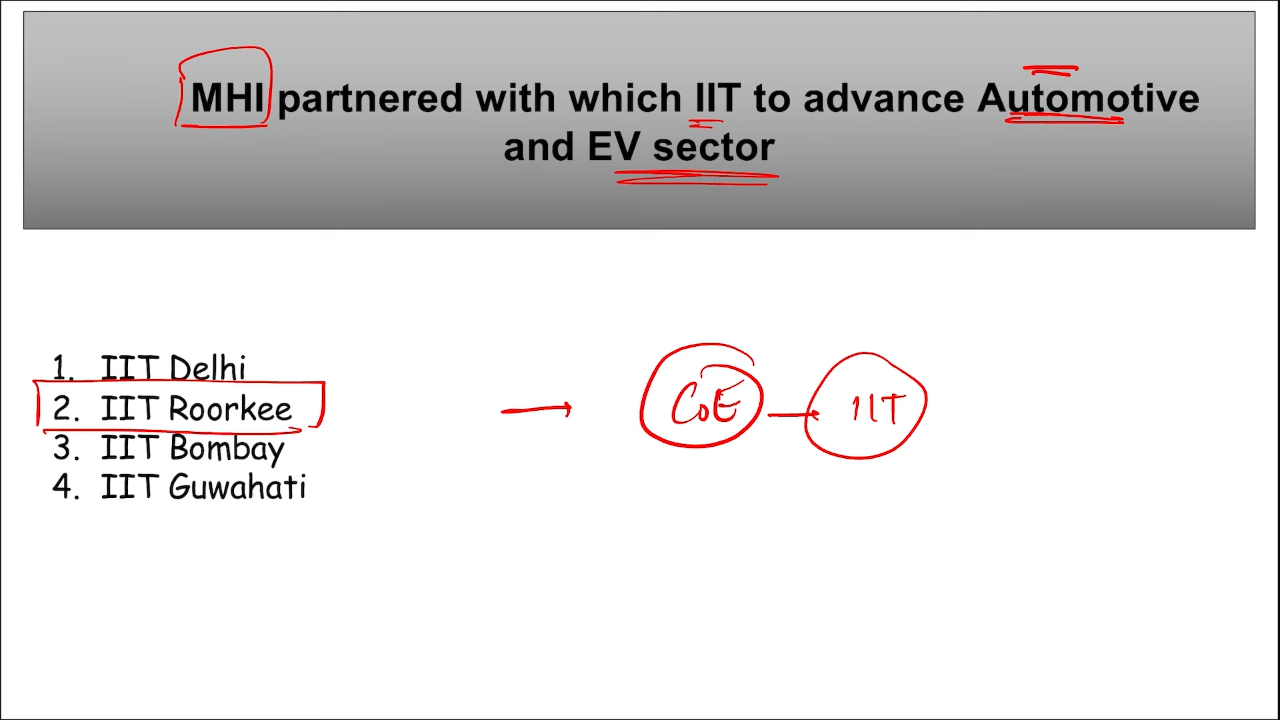 MHI partnered with which IIT to advance Automotive
and EV sector
1. IIT Delhi
2. IIT Roorkee
3. IIT Bombay
4. IIT Guwahati
CoE
IIT